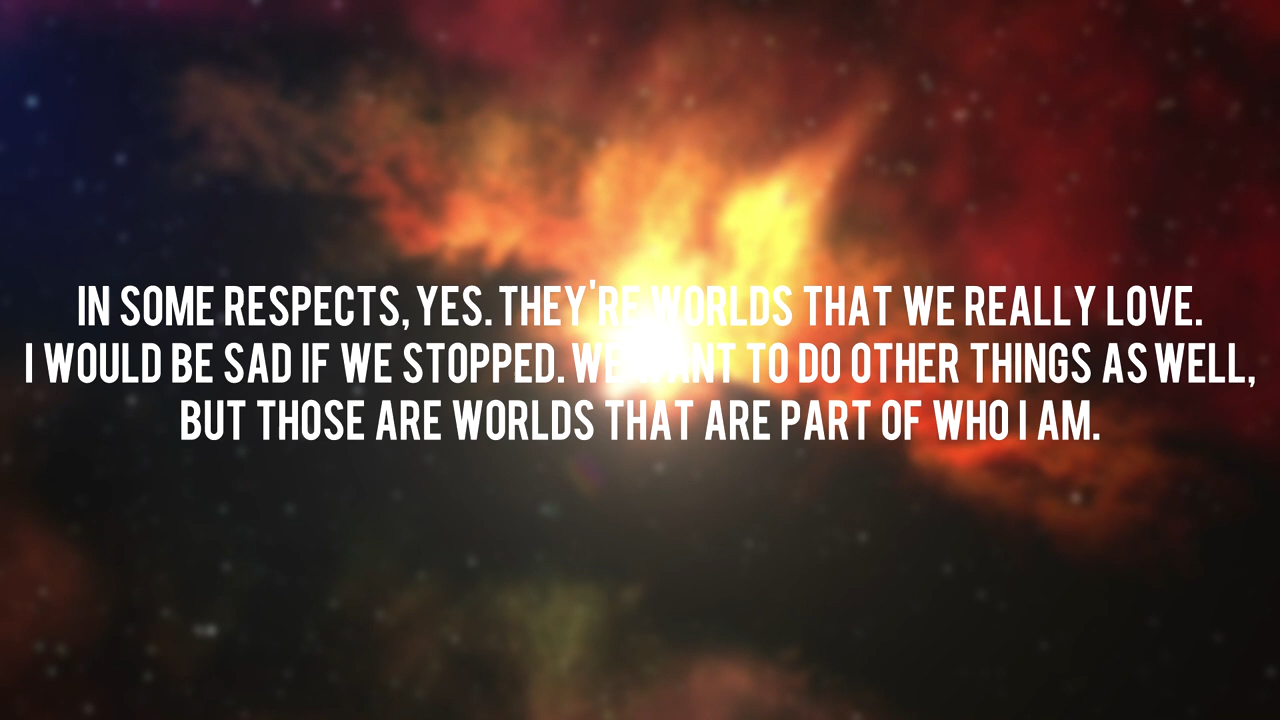 IN SOME RESPECTS, YES. THEY'RE WORLDS THAT WE REALLY LOVE.
I WOULD BE SAD IF WE STOPPED. WE WANT TO DO OTHER THINGS AS WELL,
BUT THOSE ARE WORLDS THAT ARE PART OF WHO I AM.